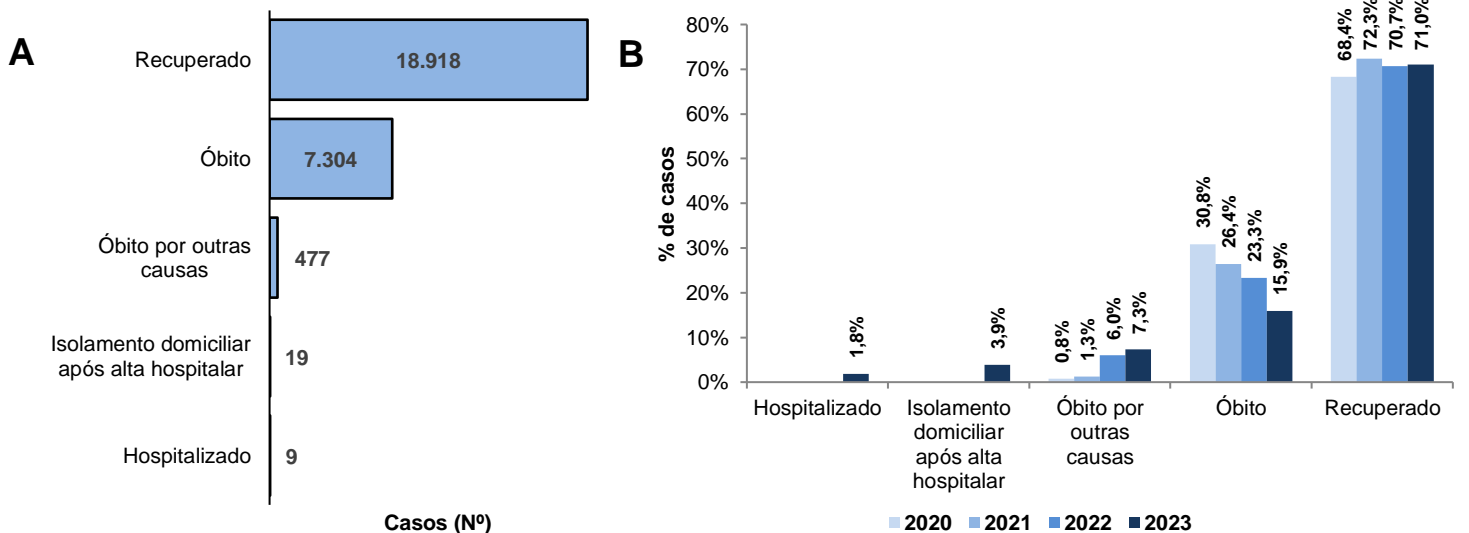 A
Recuperado
18.918
Óbito
7.304
Óbito por outras
causas
477
Isolamento domiciliar
após alta hospitalar
19
Hospitalizado
9
Casos (Nº)
B
% de casos
80%
70%
60%
50%
40%
30%
20%
10%
0%
1,8%
3,9%
0,8%
1,3%
6,0%
7,3%
30,8%
26,4%
23,3%
15,9%
68,4%
72,3%
70,7%
71,0%
Hospitalizado
Isolamento
domiciliar
após alta
hospitalar
Óbito por
outras
causas
Óbito
Recuperado
2020 2021 2022 2023